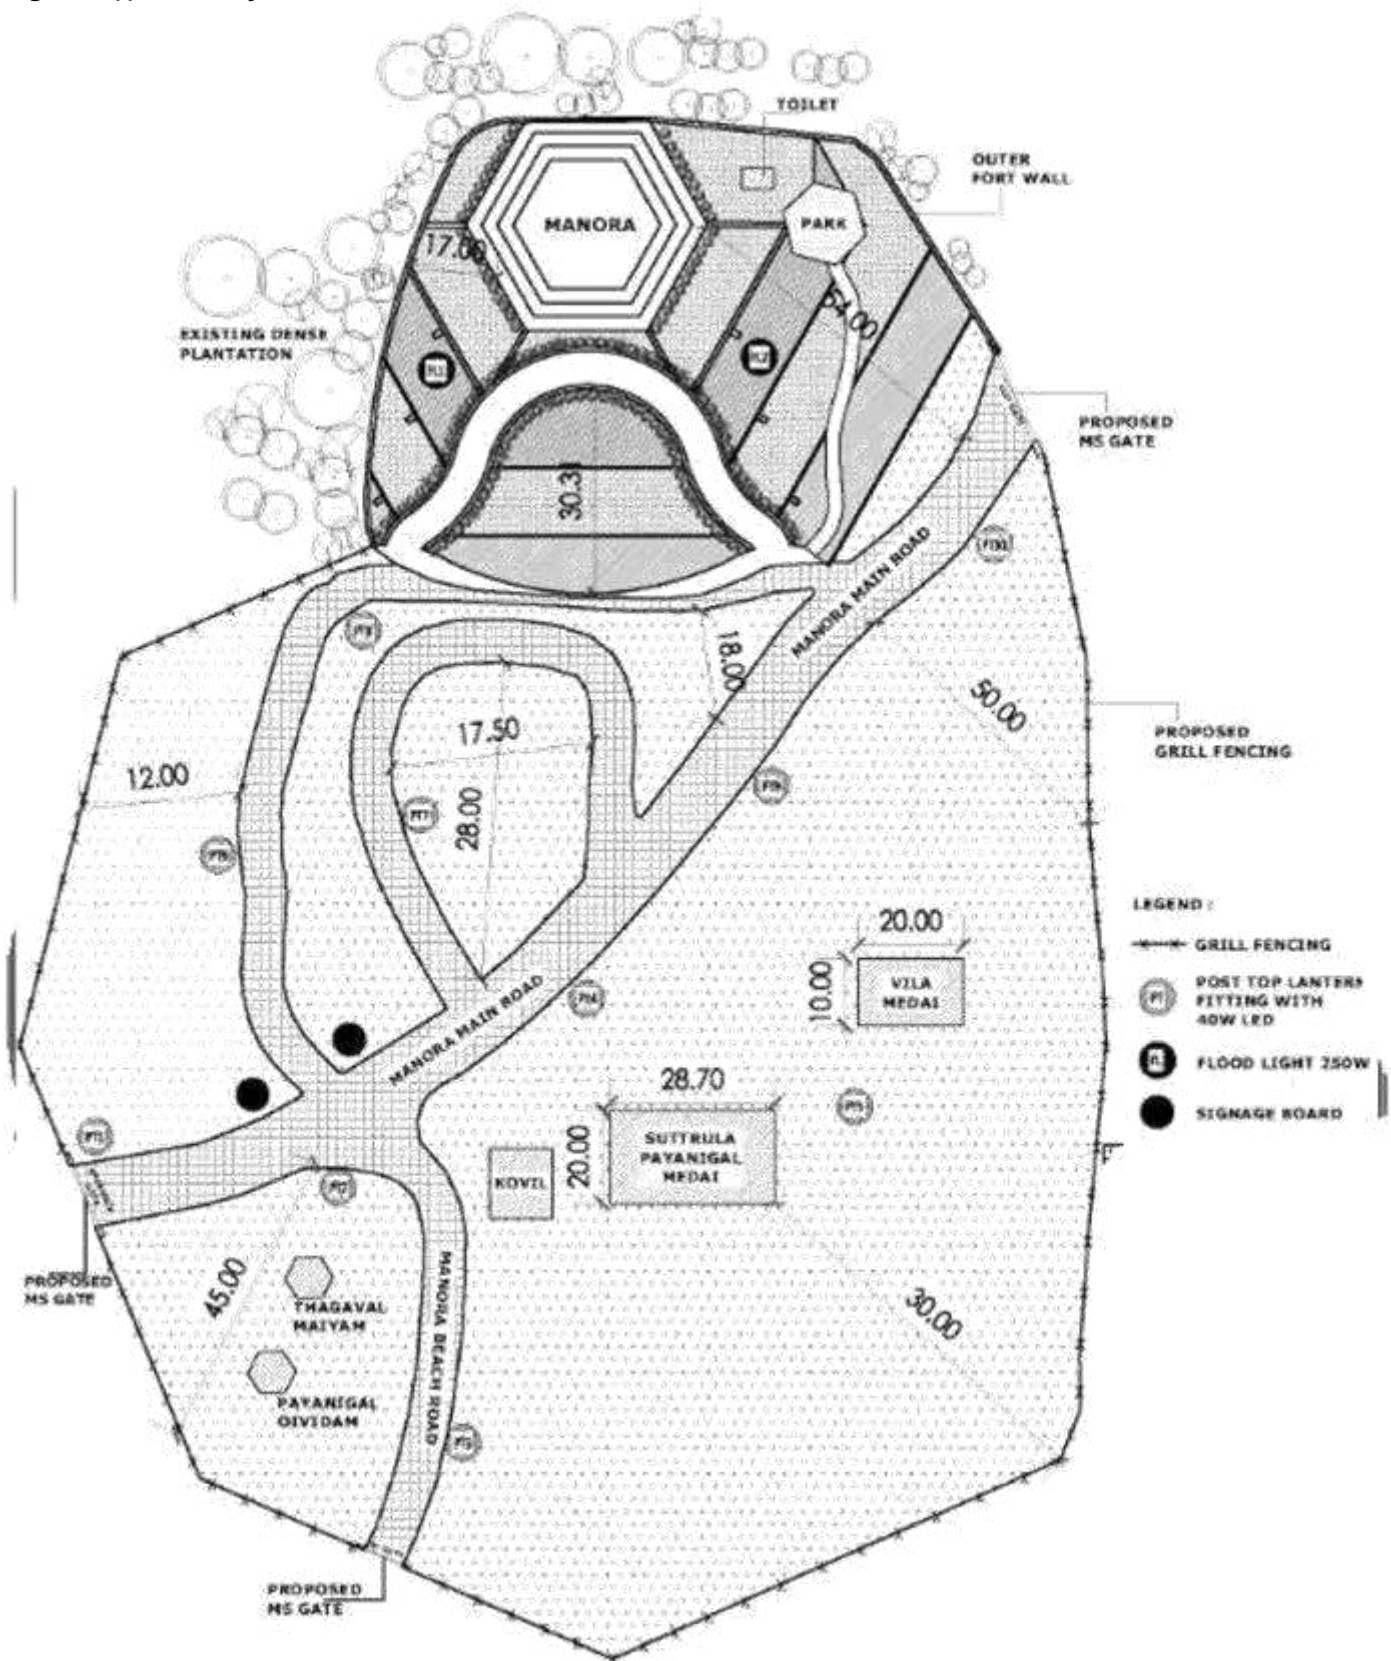 TOILET
OUTER
FORT WALL
MANORA
PARK
17.00
54.00
EXISTING DENSE
PLANTATION
PROPOSED
MS GATE
30.31
MANORA MAIN ROAD
18.00
50.00
17.50
PROPOSED
GRILL FENCING
12.00
28.00
20.00
10.00
VILA
MEDAI
LEGEND :
GRILL FENCING
PT
POST TOP LANTERN
FITTING WITH
40W LED
FLOOD LIGHT 250W
SIGNAGE BOARD
MANORA MAIN ROAD
28.70
20.00
SUTTRULA
PAYANIGAL
MEDAI
KOVIL
PROPOSED
MS GATE
45.00
THAGAVAL
MAIYAM
MANORA BEACH ROAD
30.00
PAYANIGAL
OIVIDAM
PROPOSED
MS GATE